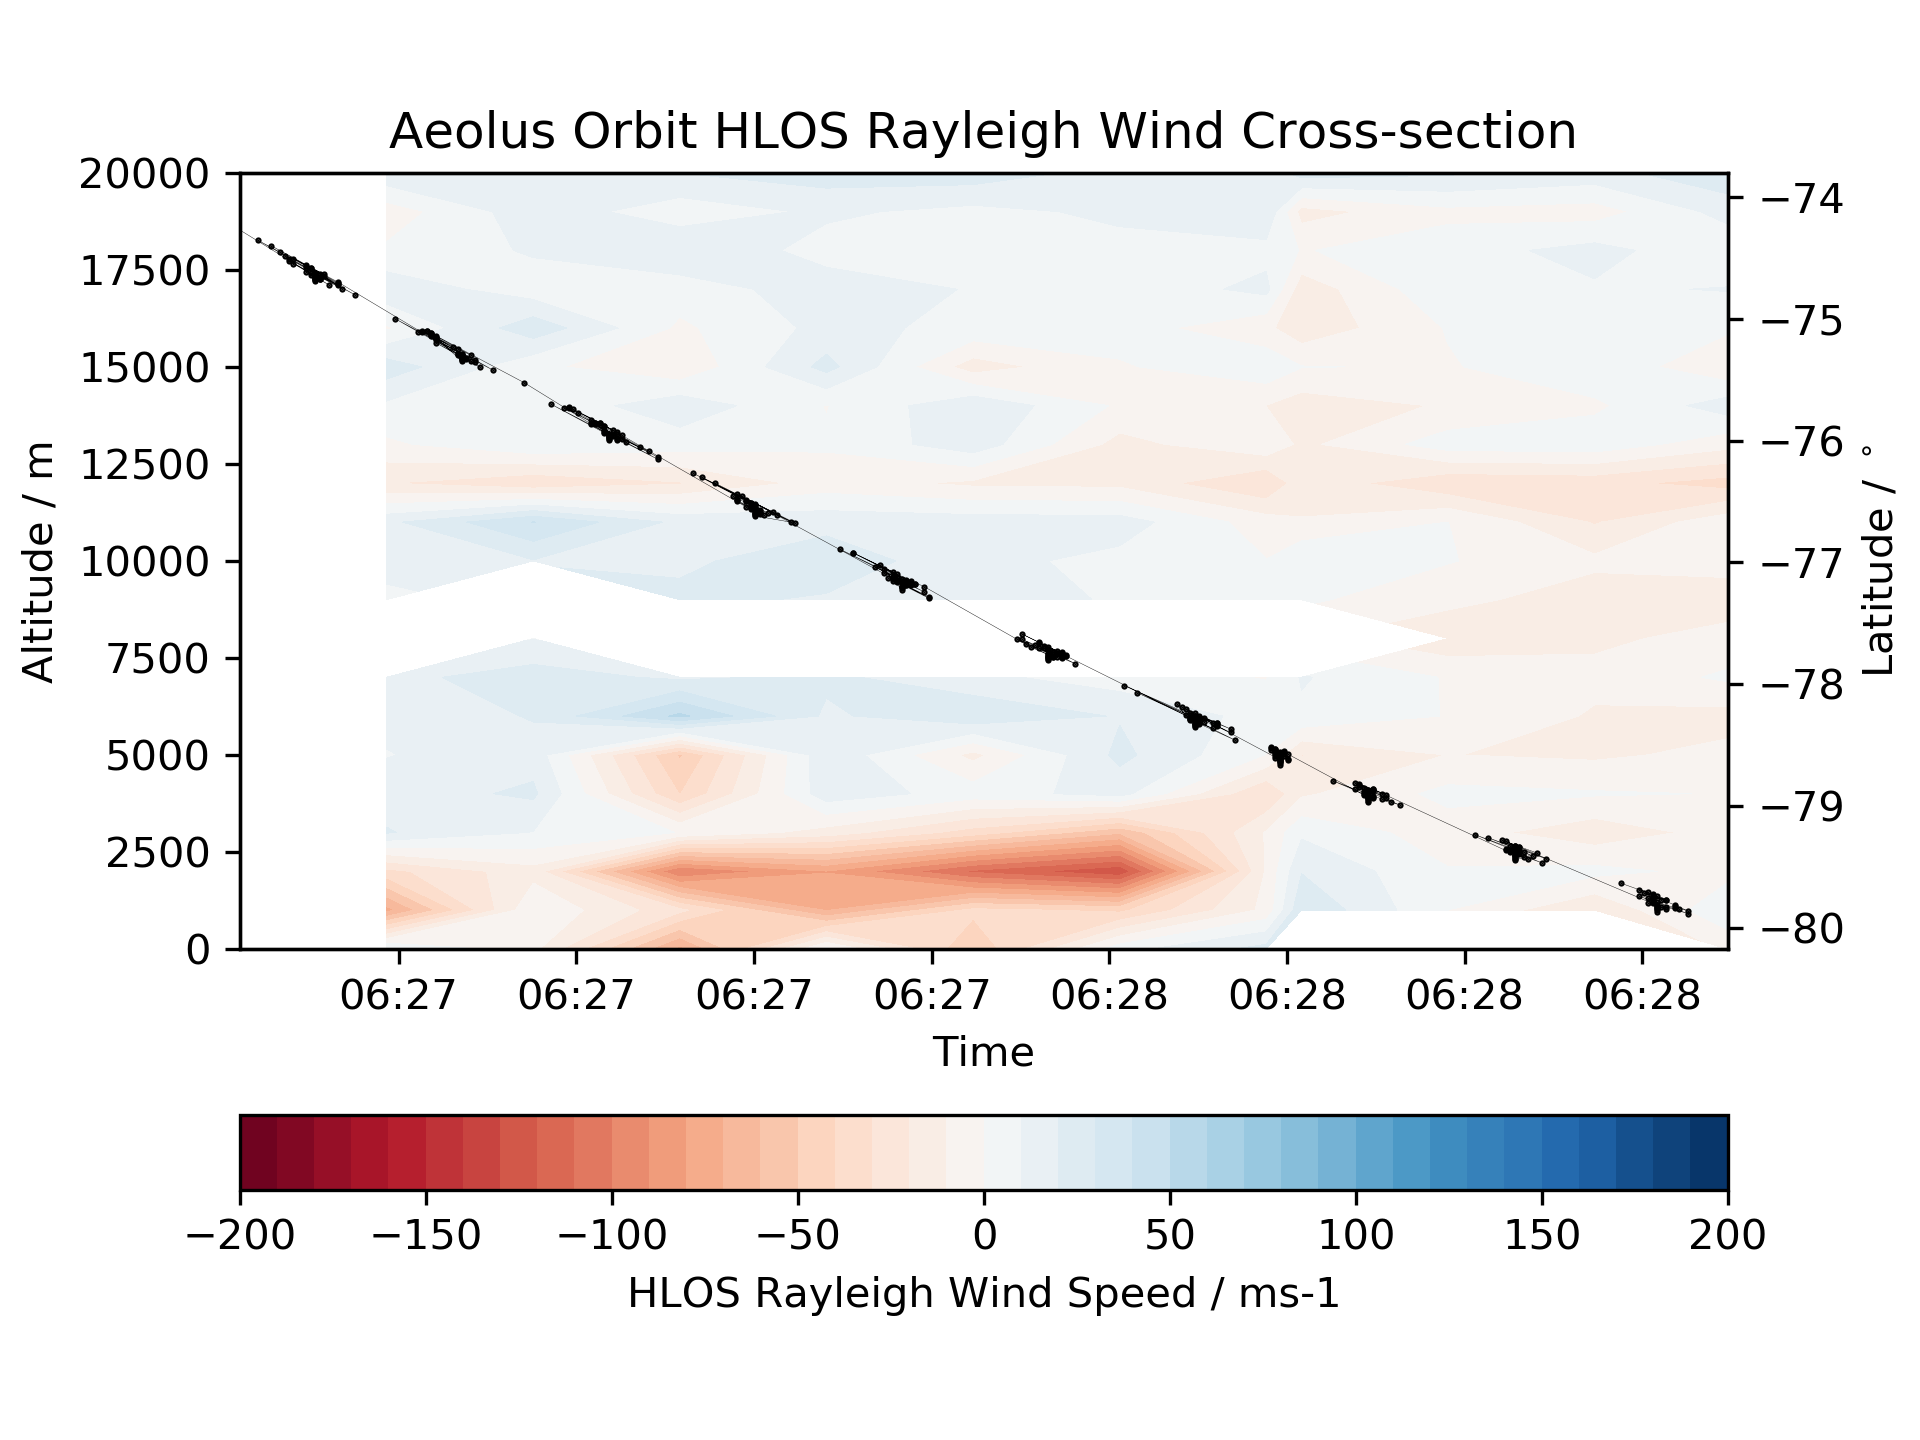 Aeolus Orbit HLOS Rayleigh Wind Cross-section
20000
17500
15000
12500
10000
7500
5000
2500
0
Altitude / m
−74
−75
−76
−77
−78
−79
−80
Latitude / °
06:27 06:27 06:27 06:27 06:28 06:28 06:28 06:28
Time
−200 −150 −100 −50 0 50 100 150 200
HLOS Rayleigh Wind Speed / ms-1